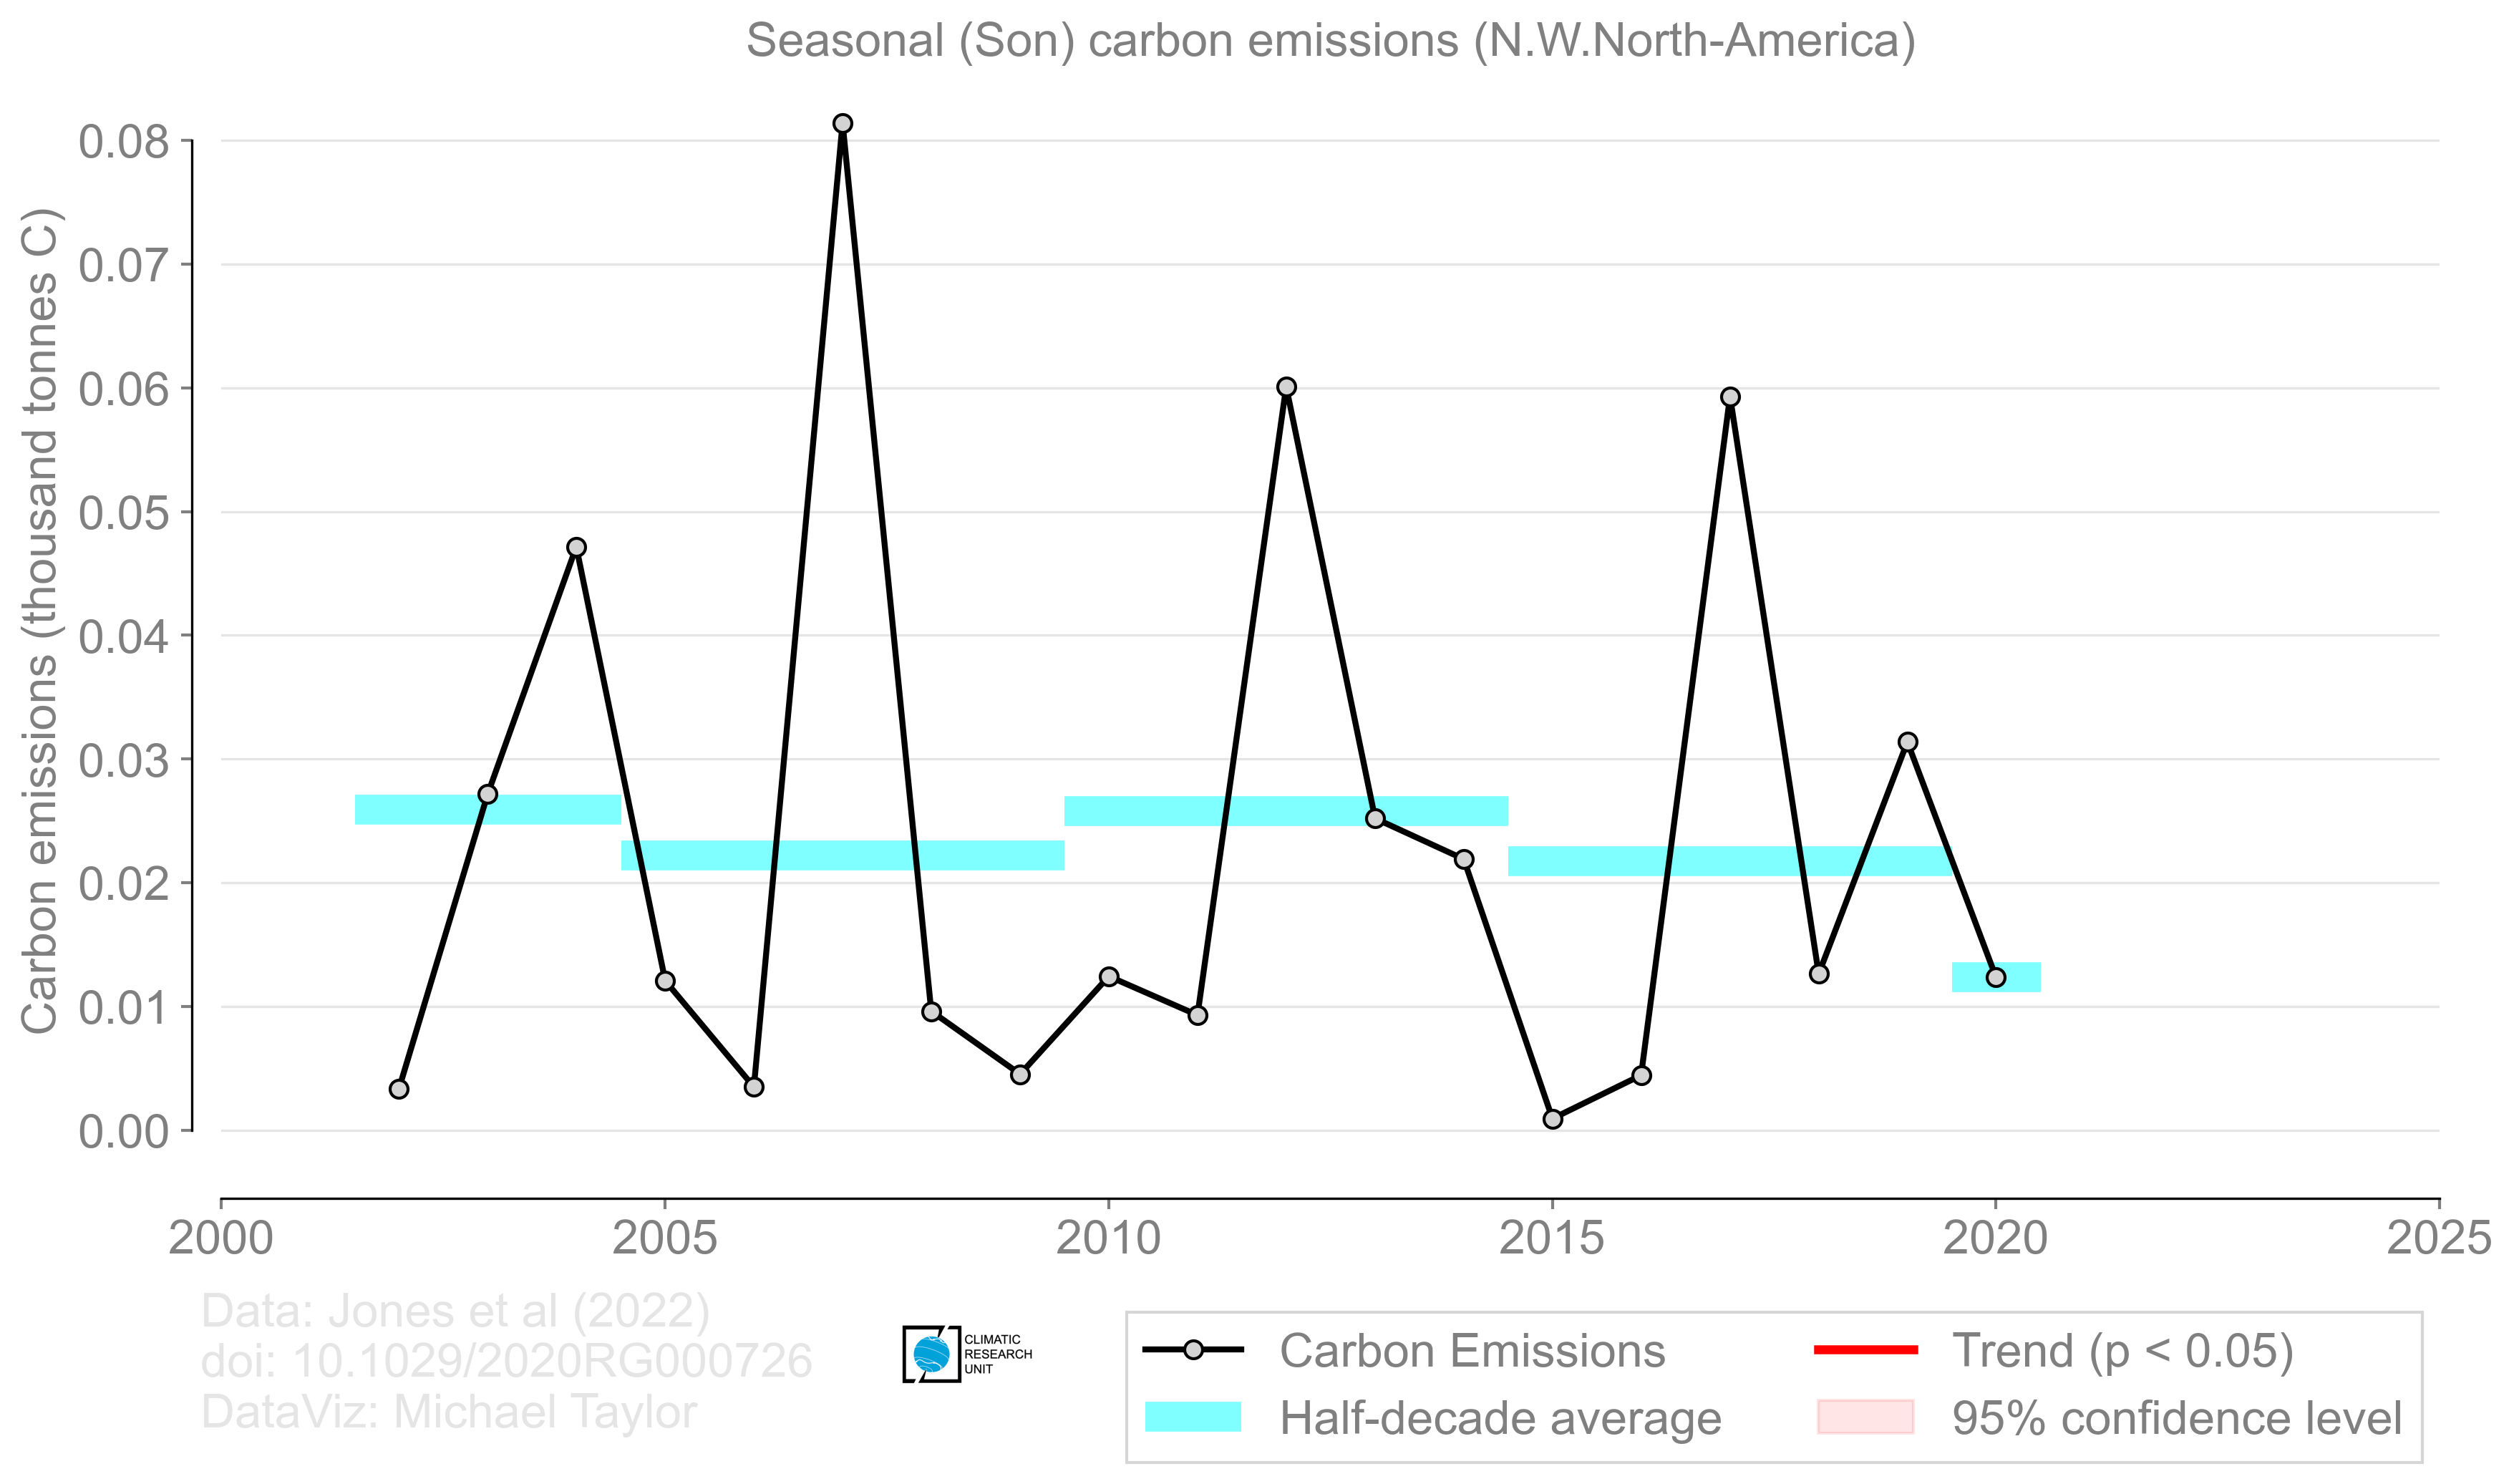 Seasonal (Son) carbon emissions (N.W.North-America)
Carbon emissions (thousand tonnes C)
0.08
0.07
0.06
0.05
0.04
0.03
0.02
0.01
0.00
2000 2005 2010 2015 2020 2025
Data: Jones et al (2022)
doi: 10.1029/2020RG000726
DataViz: Michael Taylor
CLIMATIC
RESEARCH
UNIT
Carbon Emissions
Half-decade average
Trend (p < 0.05)
95% confidence level